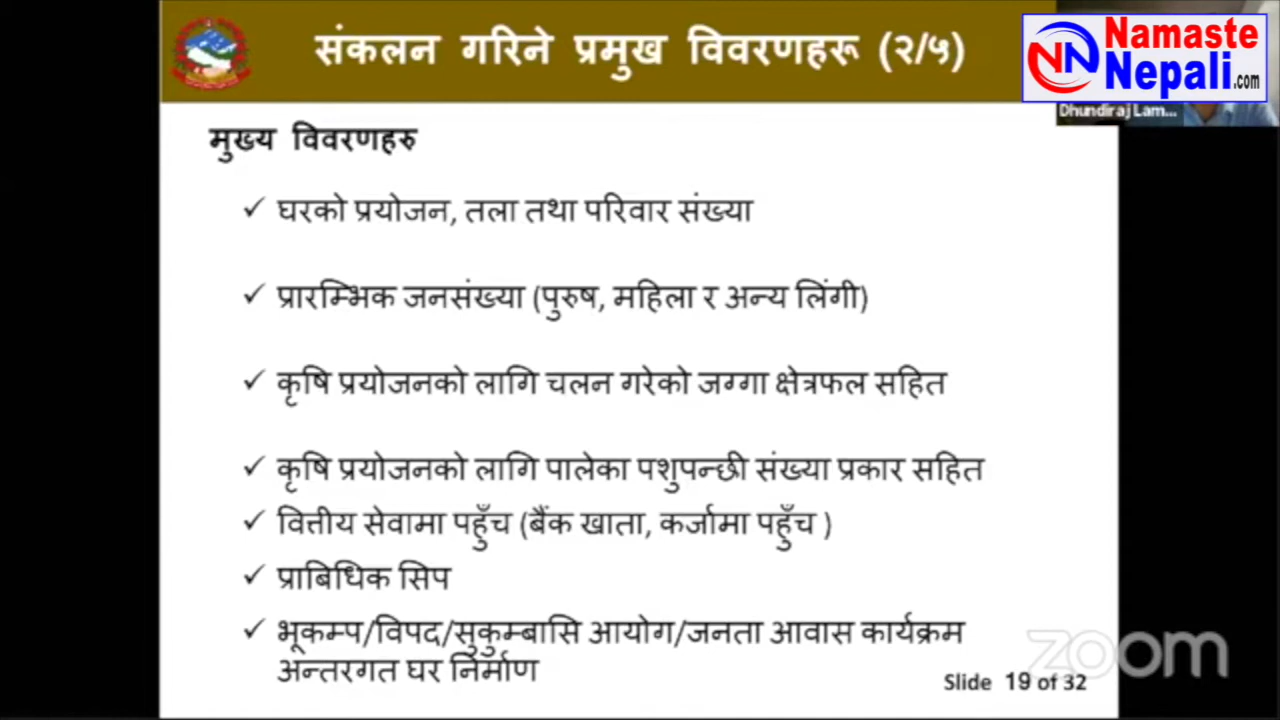 संकलन गरिने प्रमुख विवरणहरू (२/५)
Namaste
Nepali.com
Dhundiraj Lam...
मुख्य विवरणहरु
✓ घरको प्रयोजन, तला तथा परिवार संख्या
✓ प्रारम्भिक जनसंख्या (पुरुष, महिला र अन्य लिंगी)
✓ कृषि प्रयोजनको लागि चलन गरेको जग्गा क्षेत्रफल सहित
✓ कृषि प्रयोजनको लागि पालेका पशुपन्छी संख्या प्रकार सहित
✓ वित्तीय सेवामा पहुँच (बैंक खाता, कर्जामा पहुँच )
✓ प्राबिधिक सिप
✓ भूकम्प/विपद/सुकुम्बासि आयोग/जनता आवास कार्यक्रम
अन्तरगत घर निर्माण
zoom
Slide 19 of 32